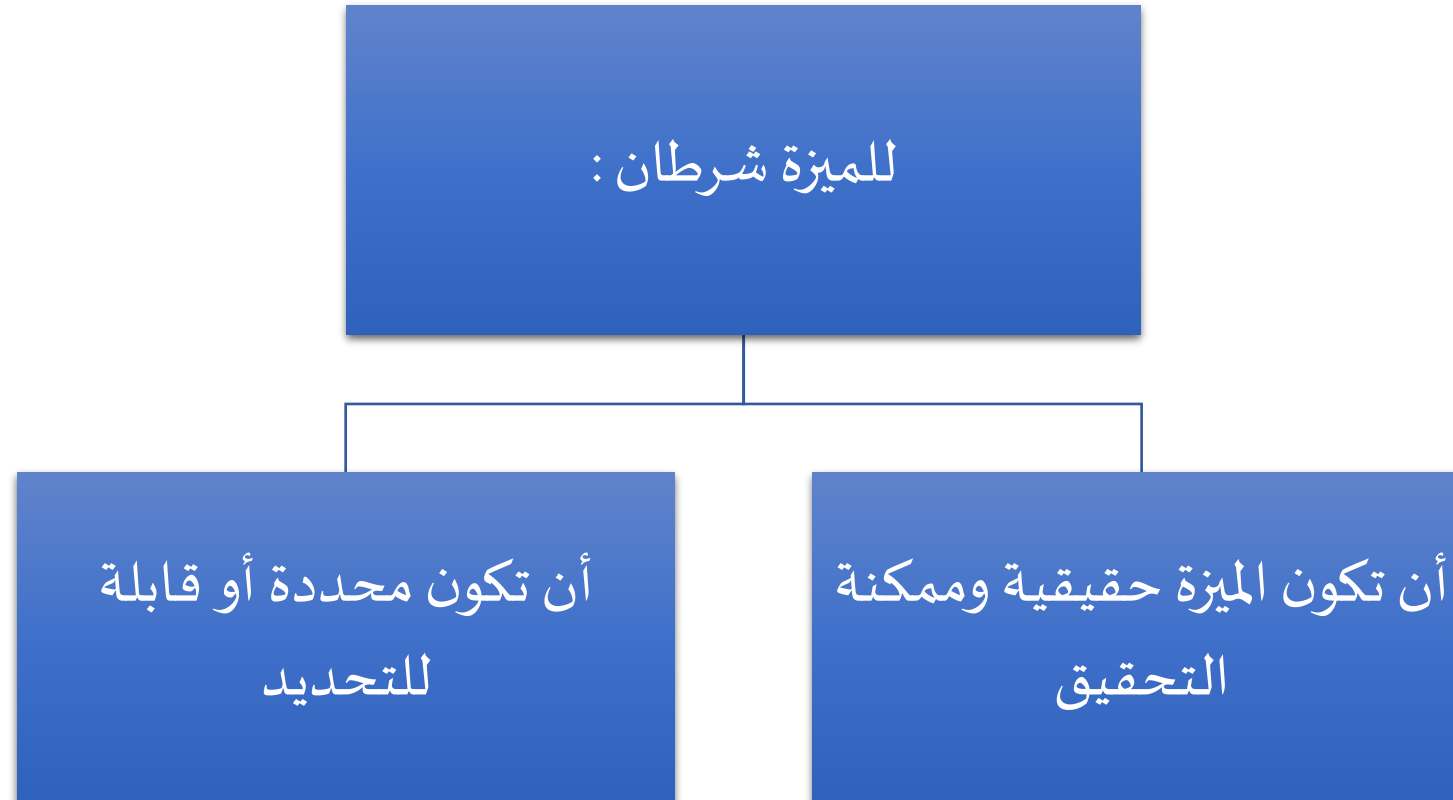 للميزة شرطان :
أن تكون الميزة حقيقية وممكنة
التحقيق
أن تكون محددة أو قابلة
للتحديد